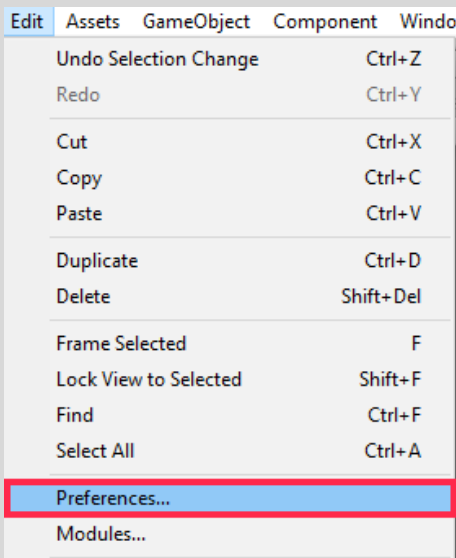 Edit Assets GameObject Component Windo
Undo Selection Change Ctrl+Z
Redo Ctrl+Y
Cut Ctrl+X
Copy Ctrl+C
Paste Ctrl+V
Duplicate Ctrl+D
Delete Shift+Del
Frame Selected F
Lock View to Selected Shift+F
Find Ctrl+F
Select All Ctrl+A
Preferences...
Modules...